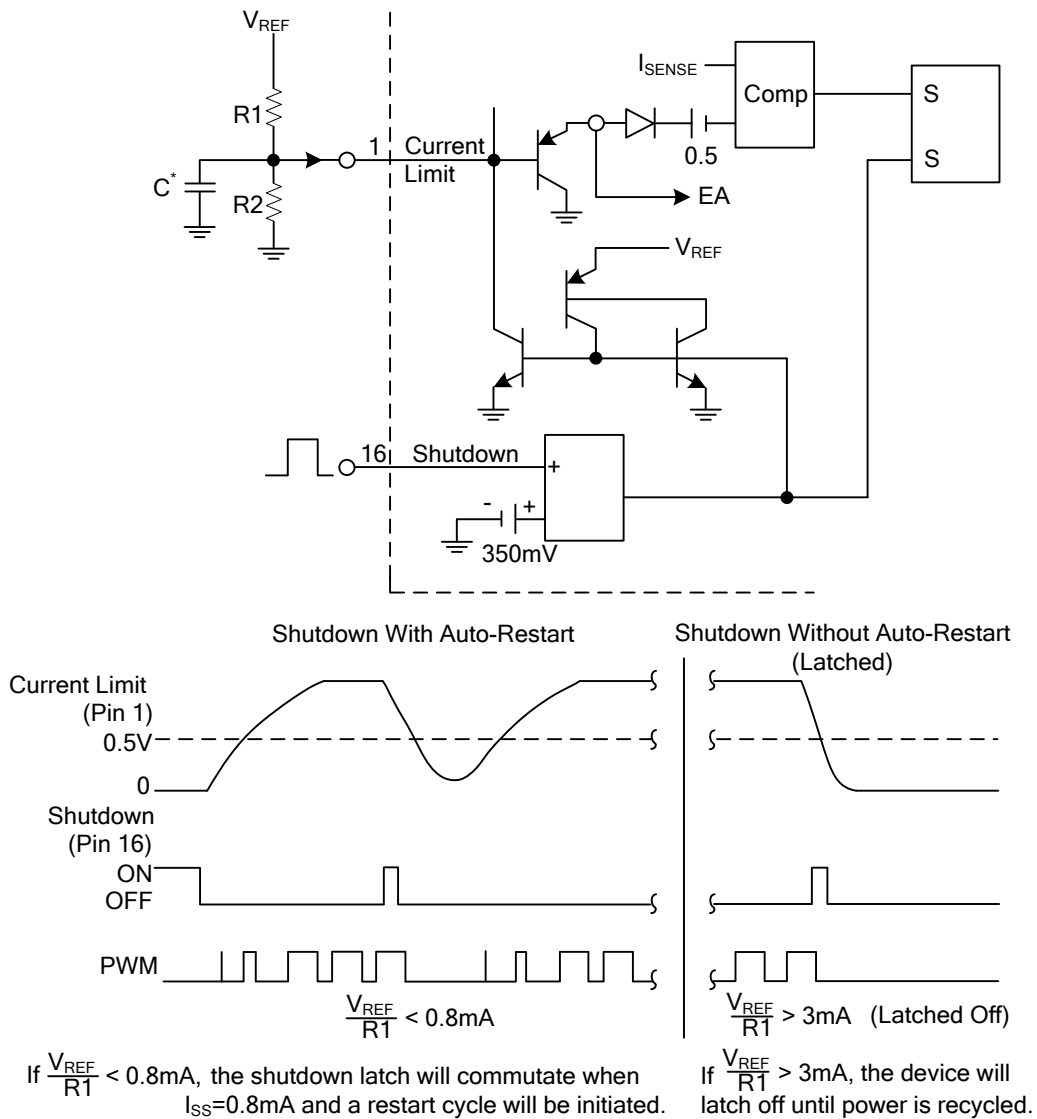 VREF
R1
C*
R2
1
Current
Limit
ISENSE
Comp
0.5
EA
S
S
VREF
16
Shutdown
+
- +
350mV
Shutdown With Auto-Restart
Shutdown Without Auto-Restart
(Latched)
Current Limit
(Pin 1)
0.5V
0
Shutdown
(Pin 16)
ON
OFF
PWM
VREF/R1 < 0.8mA
VREF/R1 > 3mA (Latched Off)
If VREF/R1 < 0.8mA, the shutdown latch will commutate when
ISS=0.8mA and a restart cycle will be initiated.
If VREF/R1 > 3mA, the device will
latch off until power is recycled.